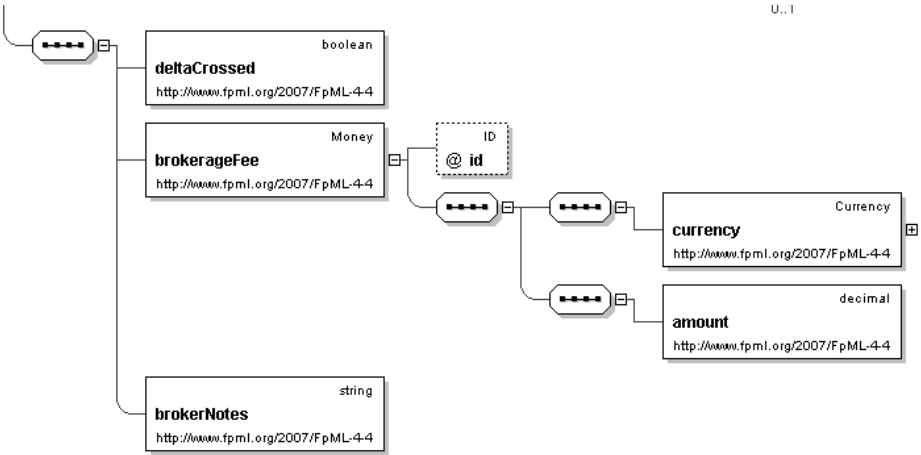 0..1
boolean
deltaCrossed
http://www.fpml.org/2007/FpML-4-4
Money
brokerageFee
http://www.fpml.org/2007/FpML-4-4
ID
@ id
Currency
currency
http://www.fpml.org/2007/FpML-4-4
decimal
amount
http://www.fpml.org/2007/FpML-4-4
string
brokerNotes
http://www.fpml.org/2007/FpML-4-4